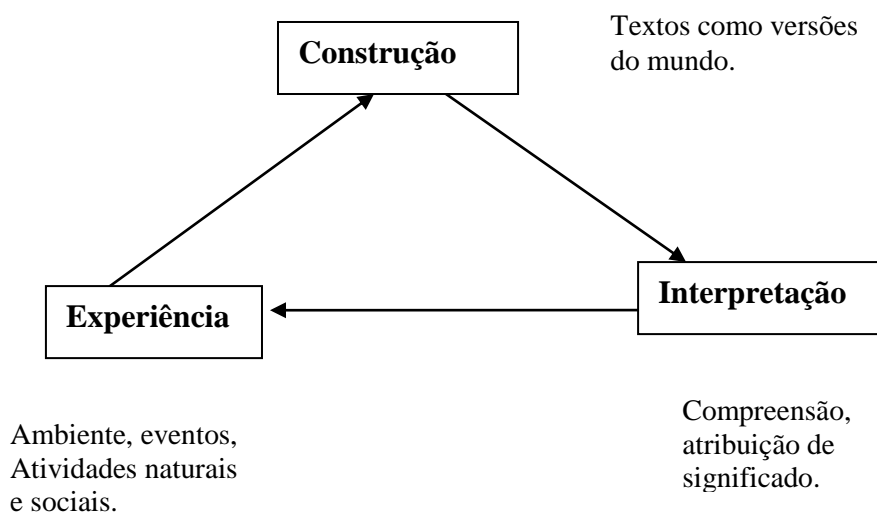 Construção
Textos como versões
do mundo.
Experiência
Interpretação
Ambiente, eventos,
Atividades naturais
e sociais.
Compreensão,
atribuição de
significado.